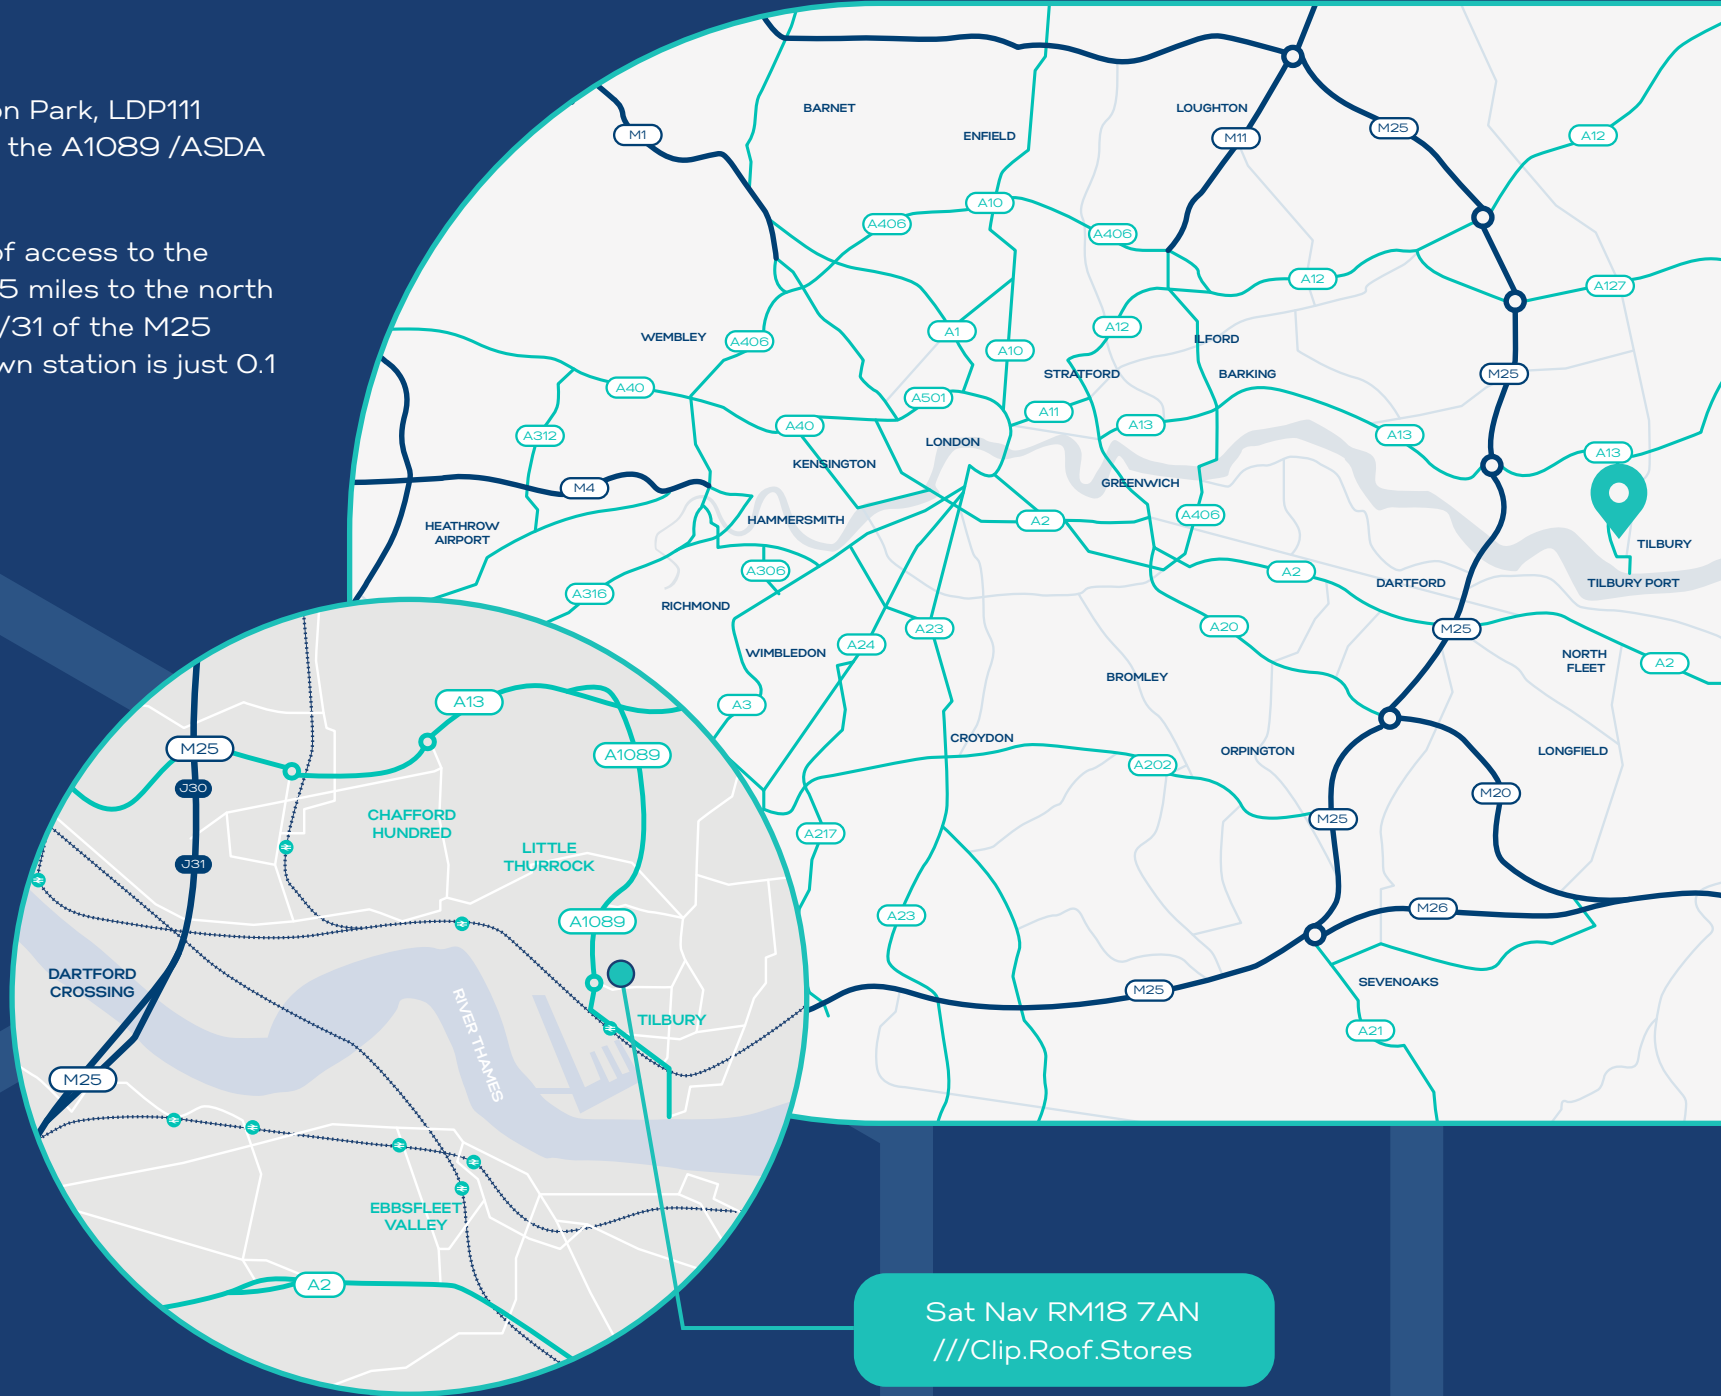 on Park, LDP111
the A1089 /ASDA
of access to the
5 miles to the north
/31 of the M25
wn station is just 0.1
BARNET
ENFIELD
LOUGHTON
M1
M11
M25
A12
A10
A406
A406
A12
A127
WEMBLEY
A406
A1
A10
A12
ILFORD
STRATFORD
BARKING
M25
A40
A501
A11
A312
A40
A13
A13
A13
LONDON
KENSINGTON
M4
GREENWICH
HEATHROW
AIRPORT
HAMMERSMITH
A2
A406
TILBURY
A306
A2
DARTFORD
TILBURY PORT
A316
RICHMOND
A24
A23
A20
M25
WIMBLEDON
NORTH
FLEET
A2
BROMLEY
A3
CROYDON
A202
ORPINGTON
LONGFIELD
M20
M25
A217
A23
M26
M25
SEVENOAKS
A21
A13
M25
A1089
J30
CHAFFORD
HUNDRED
LITTLE
THURROCK
J31
A1089
DARTFORD
CROSSING
RIVER THAMES
TILBURY
M25
EBBSFLEET
VALLEY
A2
Sat Nav RM18 7AN
///Clip.Roof.Stores